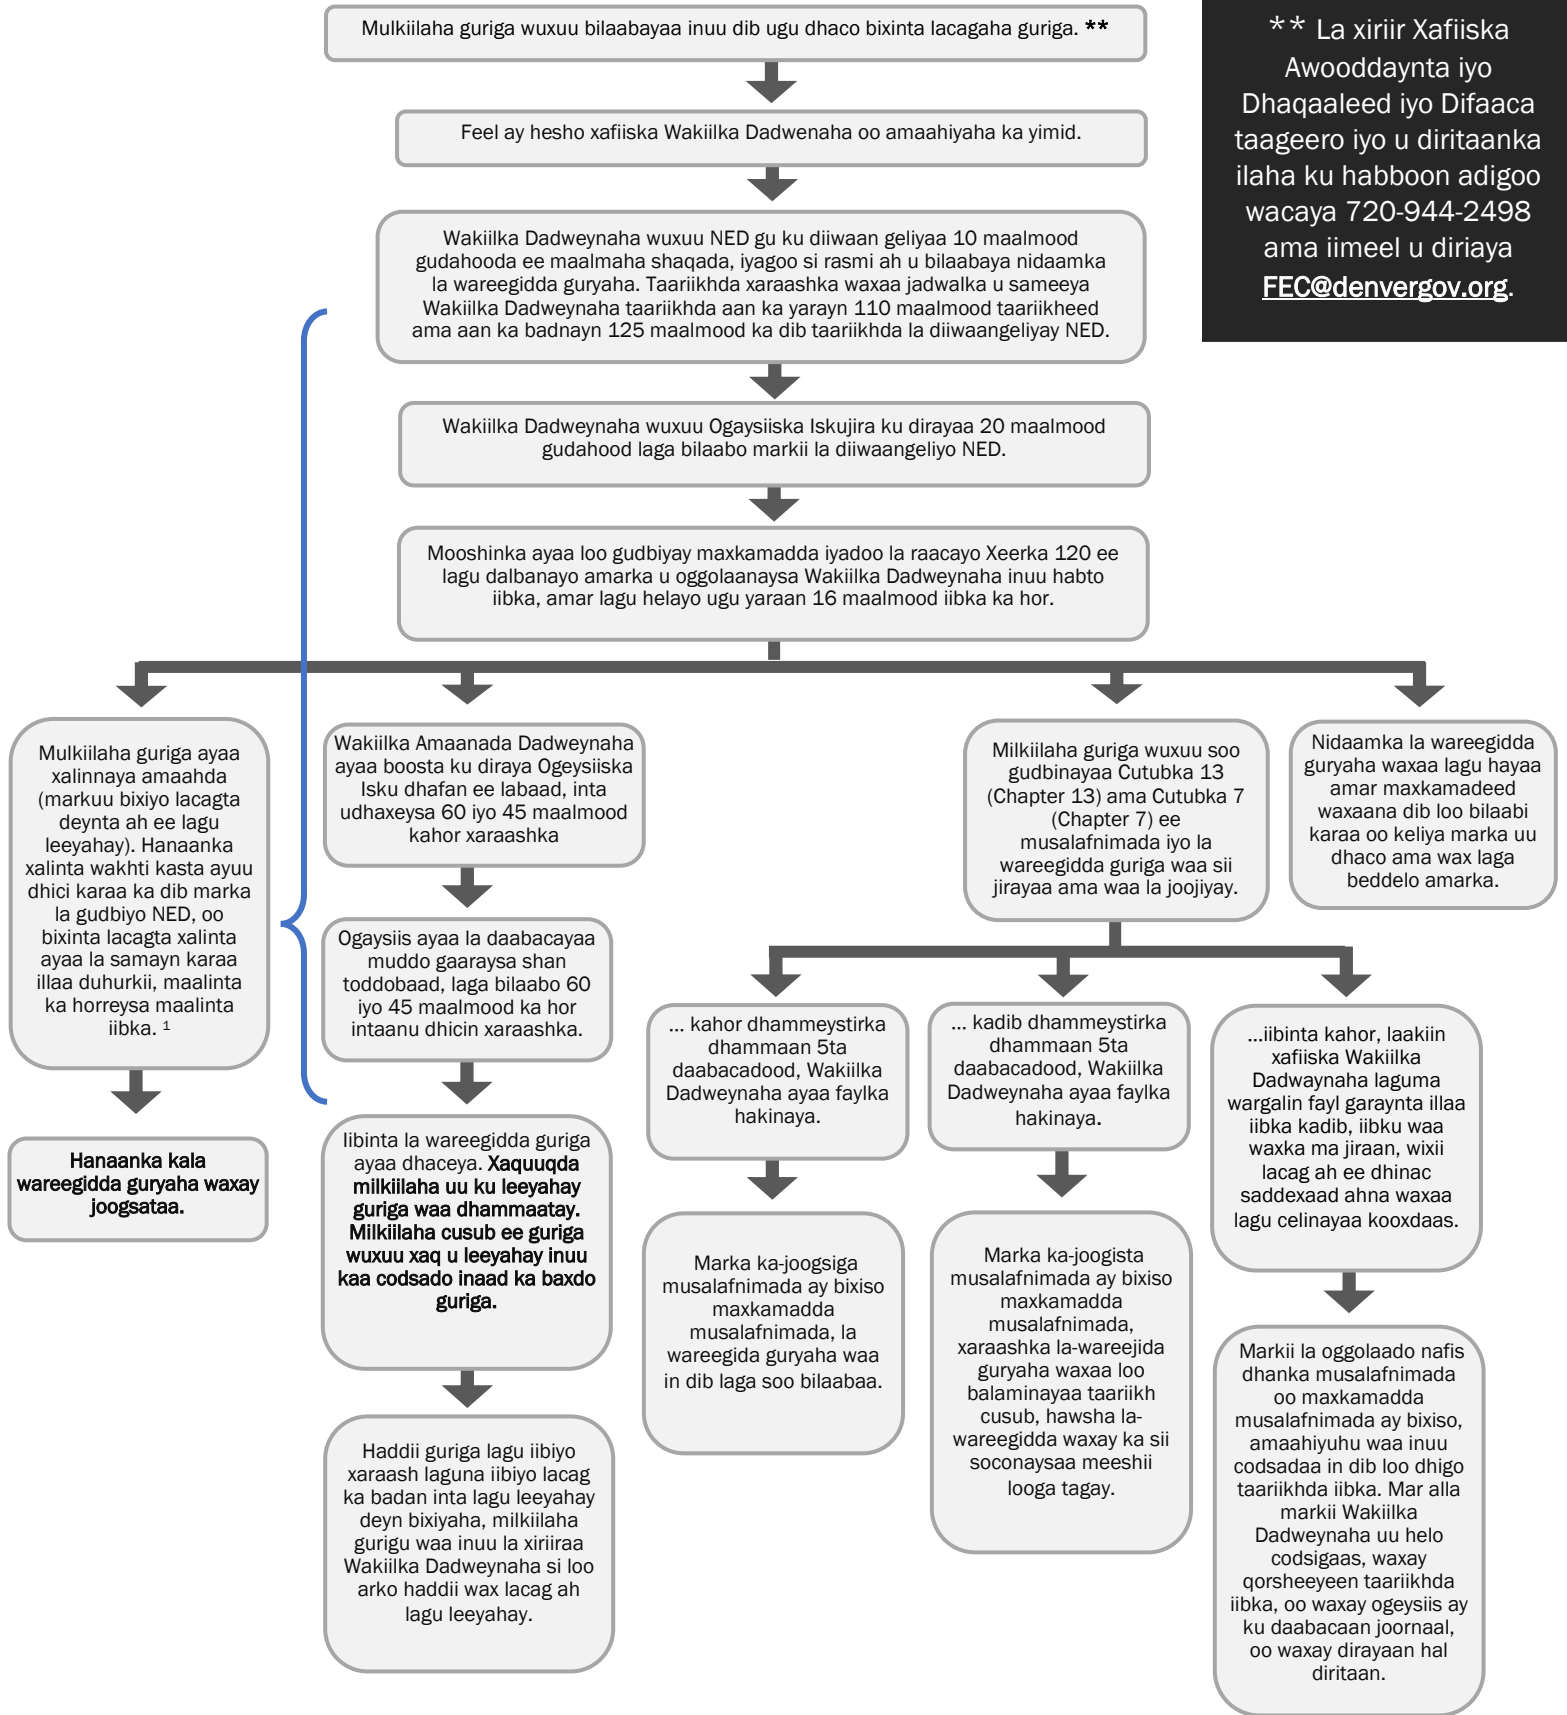 Mulkiilaha guriga wuxuu bilaabayaa inuu dib ugu dhaco bixinta lacagaha guriga. **
** La xiriir Xafiiska
Awooddaynta iyo
Dhaqaaleed iyo Difaaca
taageero iyo u diritaanka
ilaha ku habboon adigoo
wacaya 720-944-2498
ama iimeel u diriaya
FEC@denvergov.org.
Feel ay hesho xafiiska Wakiilka Dadwenaha oo amaahiyaha ka yimid.
Wakiilka Dadweynaha wuxuu NED gu ku diiwaan geliyaa 10 maalmood
gudahooda ee maalmaha shaqada, iyagoo si rasmi ah u bilaabaya nidaamka
la wareegidda guryaha. Taariikhda xaraashka waxaa jadwalka u sameeya
Wakiilka Dadweynaha taariikhda aan ka yarayn 110 maalmood taariikheed
ama aan ka badnayn 125 maalmood ka dib taariikhda la diiwaangeliyay NED.
Wakiilka Dadweynaha wuxuu Ogaysiiska Iskujira ku dirayaa 20 maalmood
gudahood laga bilaabo markii la diiwaangeliyo NED.
Mooshinka ayaa loo gudbiyay maxkamadda iyadoo la raacayo Xeerka 120 ee
lagu dalbanayo amarka u oggolaanaysa Wakiilka Dadweynaha inuu habto
iibka, amar lagu helayo ugu yaraan 16 maalmood iibka ka hor.
Mulkiilaha guriga ayaa
xalinnaya amaahda
(markuu bixiyo lacagta
deynta ah ee lagu
leeyahay). Hanaanka
xalinta wakhti kasta ayuu
dhici karaa ka dib marka
la gudbiyo NED, oo
bixinta lacagta xalinta
ayaa la samayn karaa
illaa duhurkii, maalinta
ka horreysa maalinta
iibka. 1
Hanaanka kala
wareegidda guryaha waxay
joogsataa.
Wakiilka Amaanada Dadweynaha
ayaa boosta ku diraya Ogeysiiska
Isku dhafan ee labaad, inta
udhaxeysa 60 iyo 45 maalmood
kahor xaraashka
Ogaysiis ayaa la daabacayaa
muddo gaaraysa shan
toddobaad, laga bilaabo 60
iyo 45 maalmood ka hor
intaanu dhicin xaraashka.
Iibinta la wareegidda guriga
ayaa dhaceya. Xaquuqda
milkiilaha uu ku leeyahay
guriga waa dhammaatay.
Milkiilaha cusub ee guriga
wuxuu xaq u leeyahay inuu
kaa codsado inaad ka baxdo
guriga.
Haddii guriga lagu iibiyo
xaraash laguna iibiyo lacag
ka badan inta lagu leeyahay
deyn bixiyaha, milkiilaha
gurigu waa inuu la xiriiraa
Wakiilka Dadweynaha si loo
arko haddii wax lacag ah
lagu leeyahay.
Milkiilaha guriga wuxuu soo
gudbinayaa Cutubka 13
(Chapter 13) ama Cutubka 7
(Chapter 7) ee
musalafnimada iyo la
wareegidda guriga waa sii
jirayaa ama waa la joojiyay.
Nidaamka la wareegidda
guryaha waxaa lagu hayaa
amar maxkamadeed
waxaana dib loo bilaabi
karaa oo keliya marka uu
dhaco ama wax laga
beddelo amarka.
... kahor dhammeystirka
dhammaan 5ta
daabacadood, Wakiilka
Dadweynaha ayaa faylka
hakinaya.
Marka ka-joogsiga
musalafnimada ay bixiso
maxkamadda
musalafnimada, la
wareegida guryaha waa
in dib laga soo bilaabaa.
... kadib dhammeystirka
dhammaan 5ta
daabacadood, Wakiilka
Dadweynaha ayaa faylka
hakinaya.
Marka ka-joogista
musalafnimada ay bixiso
maxkamadda
musalafnimada,
xaraashka la-wareejida
guryaha waxaa loo
balaminayaa taariikh
cusub, hawsha la-
wareegidda waxay ka sii
soconaysaa meeshii
looga tagay.
...iibinta kahor, laakiin
xafiiska Wakiilka
Dadwaynaha laguma
wargalin fayl garaynta illaa
iibka kadib, iibku waa
waxka ma jiraan, wixii
lacag ah ee dhinac
saddexaad ahna waxaa
lagu celinayaa kooxdaas.
Markii la oggolaado nafis
dhanka musalafnimada
oo maxkamadda
musalafnimada ay bixiso,
amaahiyuhu waa inuu
codsadaa in dib loo dhigo
taariikhda iibka. Mar alla
markii Wakiilka
Dadweynaha uu helo
codsigaas, waxay
qorsheeyeen taariikhda
iibka, oo waxay ogeysiis ay
ku daabacaan joornaal,
oo waxay dirayaan hal
diritaan.